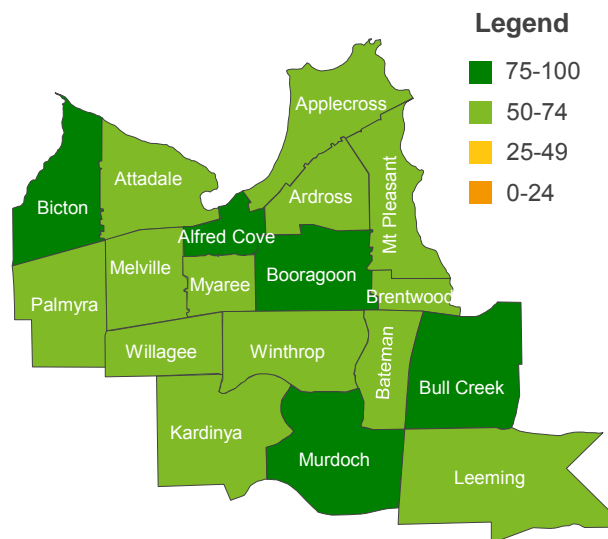 Legend
75-100
50-74
25-49
0-24
Applecross
Attadale
Ardross
Mt Pleasant
Bicton
Alfred Cove
Melville
Myaree
Booragoon
Brentwood
Palmyra
Willagee
Winthrop
Bateman
Bull Creek
Kardinya
Murdoch
Leeming